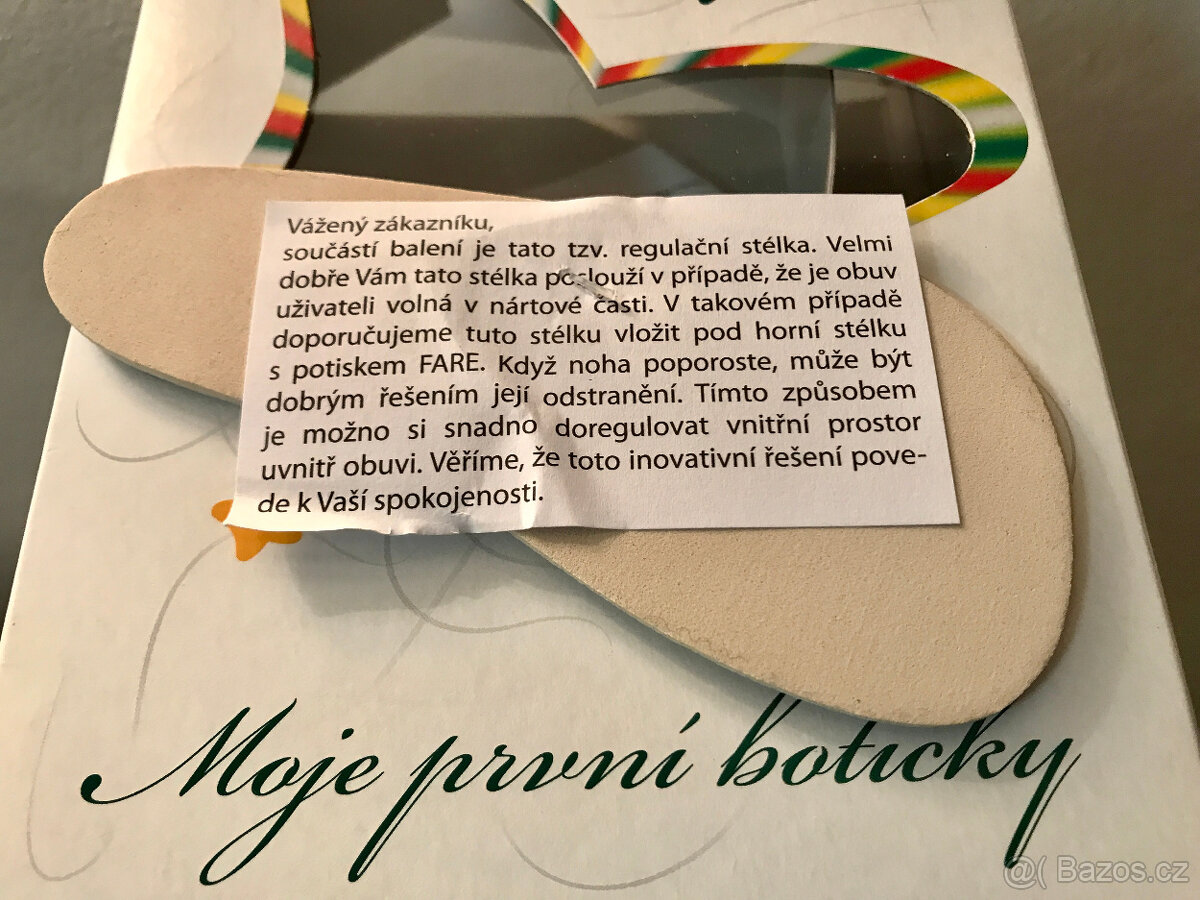 Vážený zákazníku,
součástí balení je tato tzv. regulační stélka. Velmi
dobře Vám tato stélka poslouží v případě, že je obuv
uživateli volná v nártové části. V takovém případě
doporučujeme tuto stélku vložit pod horní stélku
s potiskem FARE. Když noha poporoste, může být
dobrým řešením její odstranění. Tímto způsobem
je možno si snadno doregulovat vnitřní prostor
uvnitř obuvi. Věříme, že toto inovativní řešení pove-
de k Vaší spokojenosti.
Moje první boticky
@( Bazos.cz